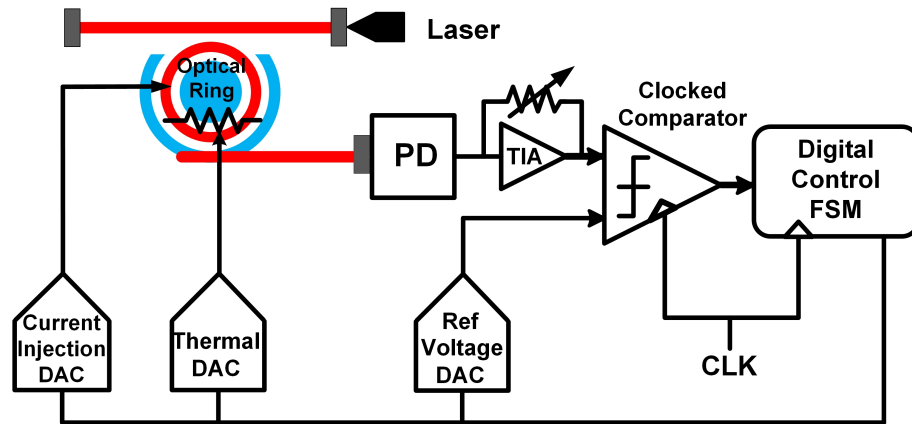 Laser
Optical
Ring
PD
TIA
Clocked
Comparator
Digital
Control
FSM
Current
Injection
DAC
Thermal
DAC
Ref
Voltage
DAC
CLK